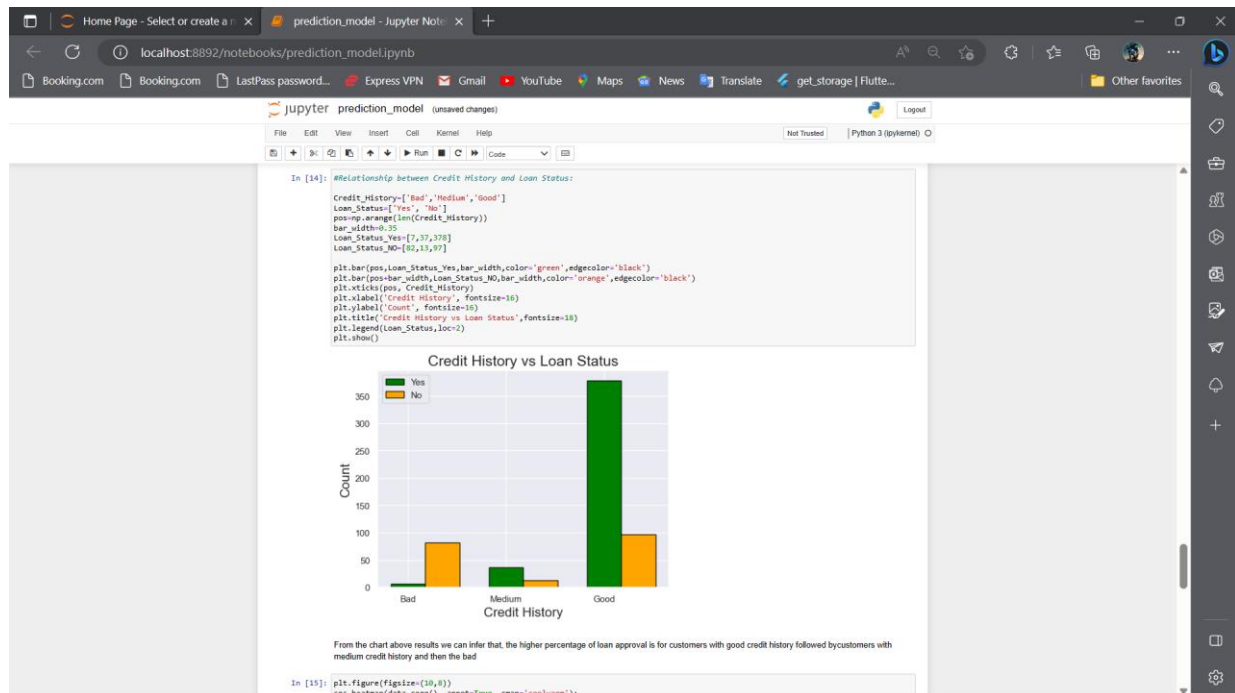 Home Page - Select or create a n
prediction_model - Jupyter Note
localhost:8892/notebooks/prediction_model.ipynb
Booking.com Booking.com LastPass password... Express VPN Gmail YouTube Maps News Translate get_storage | Flutte... Other favorites
jupyter prediction_model (unsaved changes) Logout
File Edit View Insert Cell Kernel Help Not Trusted Python 3 (ipykernel)
Run Code
In [14]: #Relationship between Credit History and Loan Status:
Credit_History=['Bad','Medium','Good']
Loan_Status=['Yes', 'No']
pos=np.arange(len(Credit_History))
bar_width=0.35
Loan_Status_Yes=[7,37,378]
Loan_Status_NO=[82,13,97]
plt.bar(pos,Loan_Status_Yes,bar_width,color='green',edgecolor='black')
plt.bar(pos+bar_width,Loan_Status_NO,bar_width,color='orange',edgecolor='black')
plt.xticks(pos, Credit_History)
plt.xlabel('Credit History', fontsize=16)
plt.ylabel('Count', fontsize=16)
plt.title('Credit History vs Loan Status',fontsize=18)
plt.legend(Loan_Status,loc=2)
plt.show()
Credit History vs Loan Status
Yes
No
350
300
250
200
150
100
50
0
Count
Bad Medium Good
Credit History
From the chart above results we can infer that, the higher percentage of loan approval is for customers with good credit history followed bycustomers with
medium credit history and then the bad
In [15]: plt.figure(figsize=(10,8))